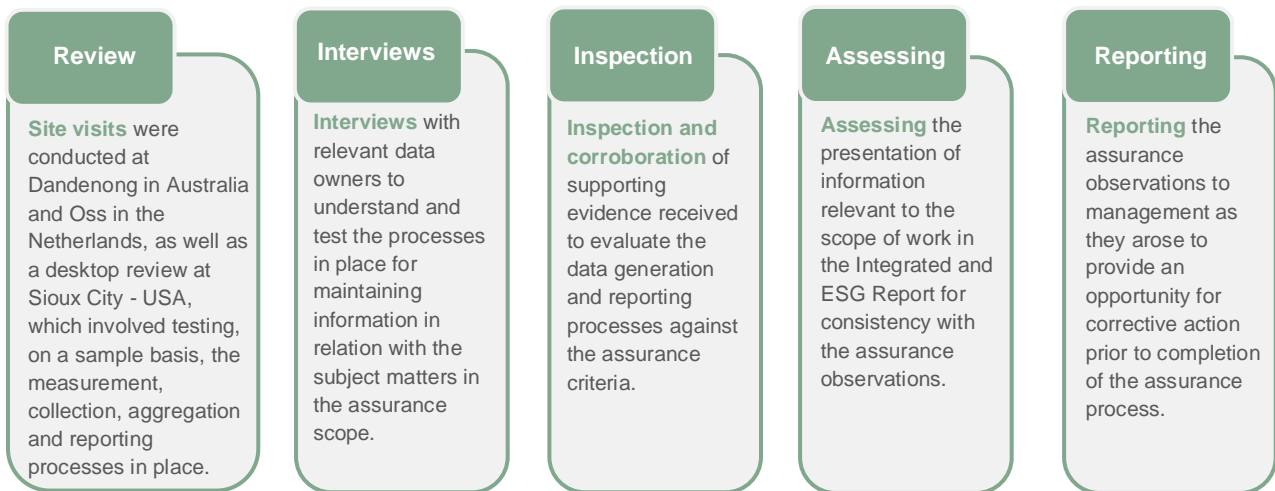 Review
Site visits were
conducted at
Dandenong in Australia
and Oss in the
Netherlands, as well as
a desktop review at
Sioux City - USA,
which involved testing,
on a sample basis, the
measurement,
collection, aggregation
and reporting
processes in place.
Interviews
Interviews with
relevant data
owners to
understand and
test the processes
in place for
maintaining
information in
relation with the
subject matters in
the assurance
scope.
Inspection
Inspection and
corroboration of
supporting
evidence received
to evaluate the
data generation
and reporting
processes against
the assurance
criteria.
Assessing
Assessing the
presentation of
information
relevant to the
scope of work in
the Integrated and
ESG Report for
consistency with
the assurance
observations.
Reporting
Reporting the
assurance
observations to
management as
they arose to
provide an
opportunity for
corrective action
prior to completion
of the assurance
process.